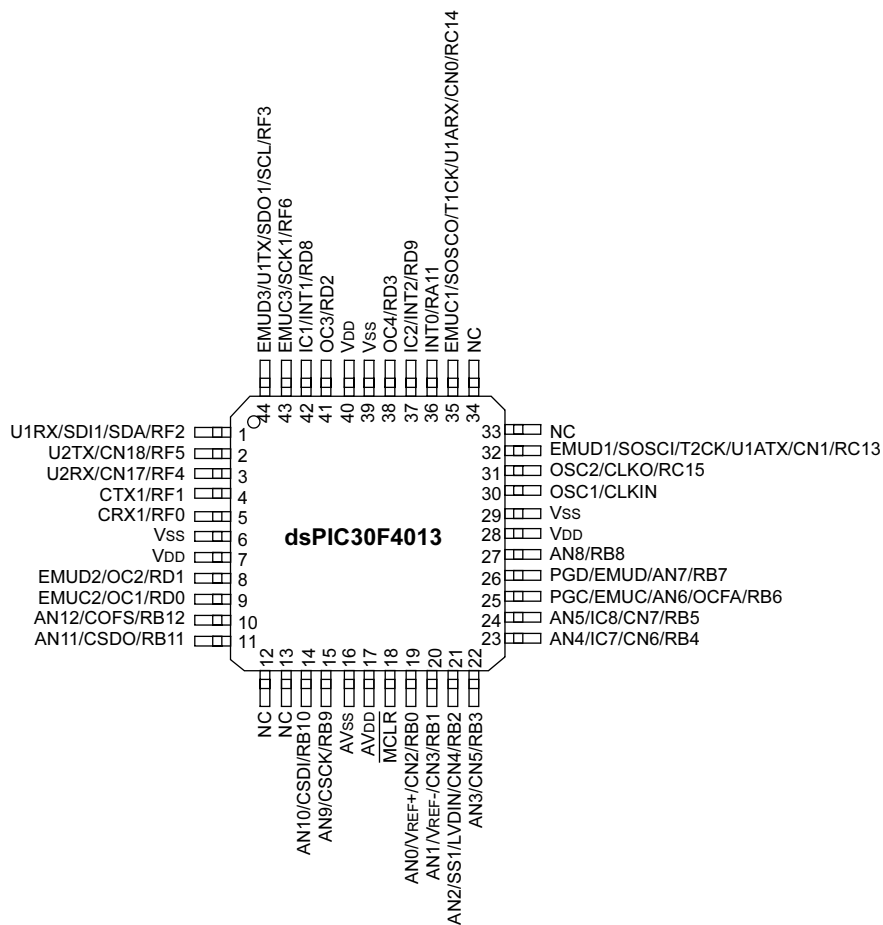 EMUD3/U1TX/SDO1/SCL/RF3
EMUC3/SCK1/RF6
IC1/INT1/RD8
OC3/RD2
VDD
VSS
OC4/RD3
IC2/INT2/RD9
INT0/RA11
EMUC1/SOSCO/T1CK/U1ARX/CN0/RC14
NC
44
43
42
41
40
39
38
37
36
35
34
U1RX/SDI1/SDA/RF2 1
U2TX/CN18/RF5 2
U2RX/CN17/RF4 3
CTX1/RF1 4
CRX1/RF0 5
VSS 6
VDD 7
EMUD2/OC2/RD1 8
EMUC2/OC1/RD0 9
AN12/COFS/RB12 10
AN11/CSDO/RB11 11
dsPIC30F4013
33 NC
32 EMUD1/SOSCI/T2CK/U1ATX/CN1/RC13
31 OSC2/CLKO/RC15
30 OSC1/CLKIN
29 VSS
28 VDD
27 AN8/RB8
26 PGD/EMUD/AN7/RB7
25 PGC/EMUC/AN6/OCFA/RB6
24 AN5/IC8/CN7/RB5
23 AN4/IC7/CN6/RB4
12
13
14
15
16
17
18
19
20
21
22
NC
NC
AN10/CSDI/RB10
AN9/CSCK/RB9
AVSS
AVDD
MCLR
AN0/VREF+/CN2/RB0
AN1/VREF-/CN3/RB1
AN2/SS1/LVDIN/CN4/RB2
AN3/CN5/RB3